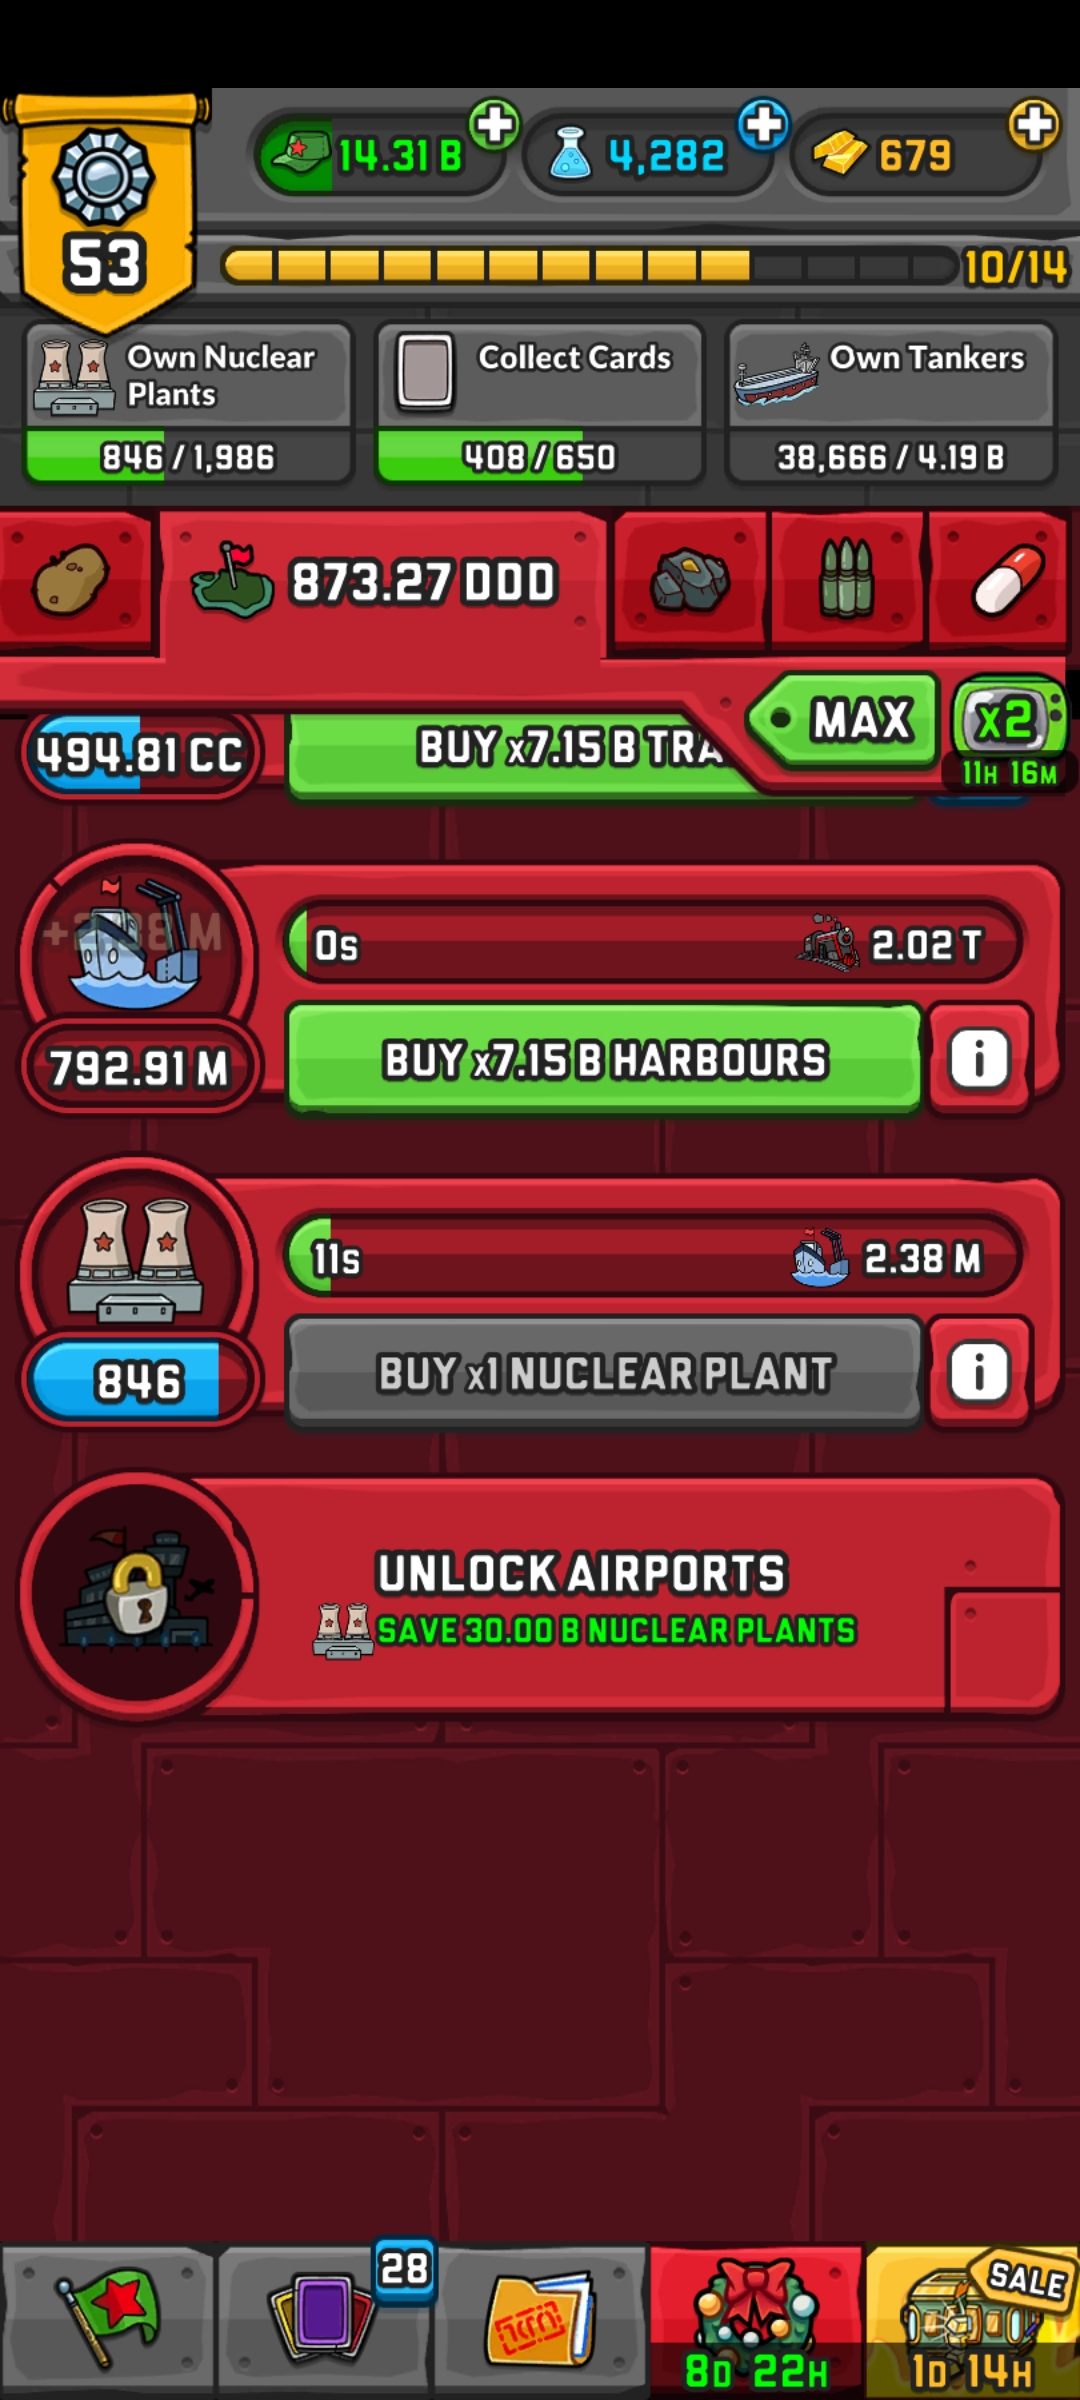 14.31 B
4,282
679
53
10/14
Own Nuclear
Plants
846 / 1,986
Collect Cards
408 / 650
Own Tankers
38,666 / 4.19 B
873.27 DDD
MAX
x2
11H 16M
494.81 CC
BUY x7.15 B TRA
0s
2.02 T
792.91 M
BUY x7.15 B HARBOURS
i
11s
2.38 M
846
BUY x1 NUCLEAR PLANT
i
UNLOCK AIRPORTS
SAVE 30.00 B NUCLEAR PLANTS
28
SALE
8D 22H
1D 14H